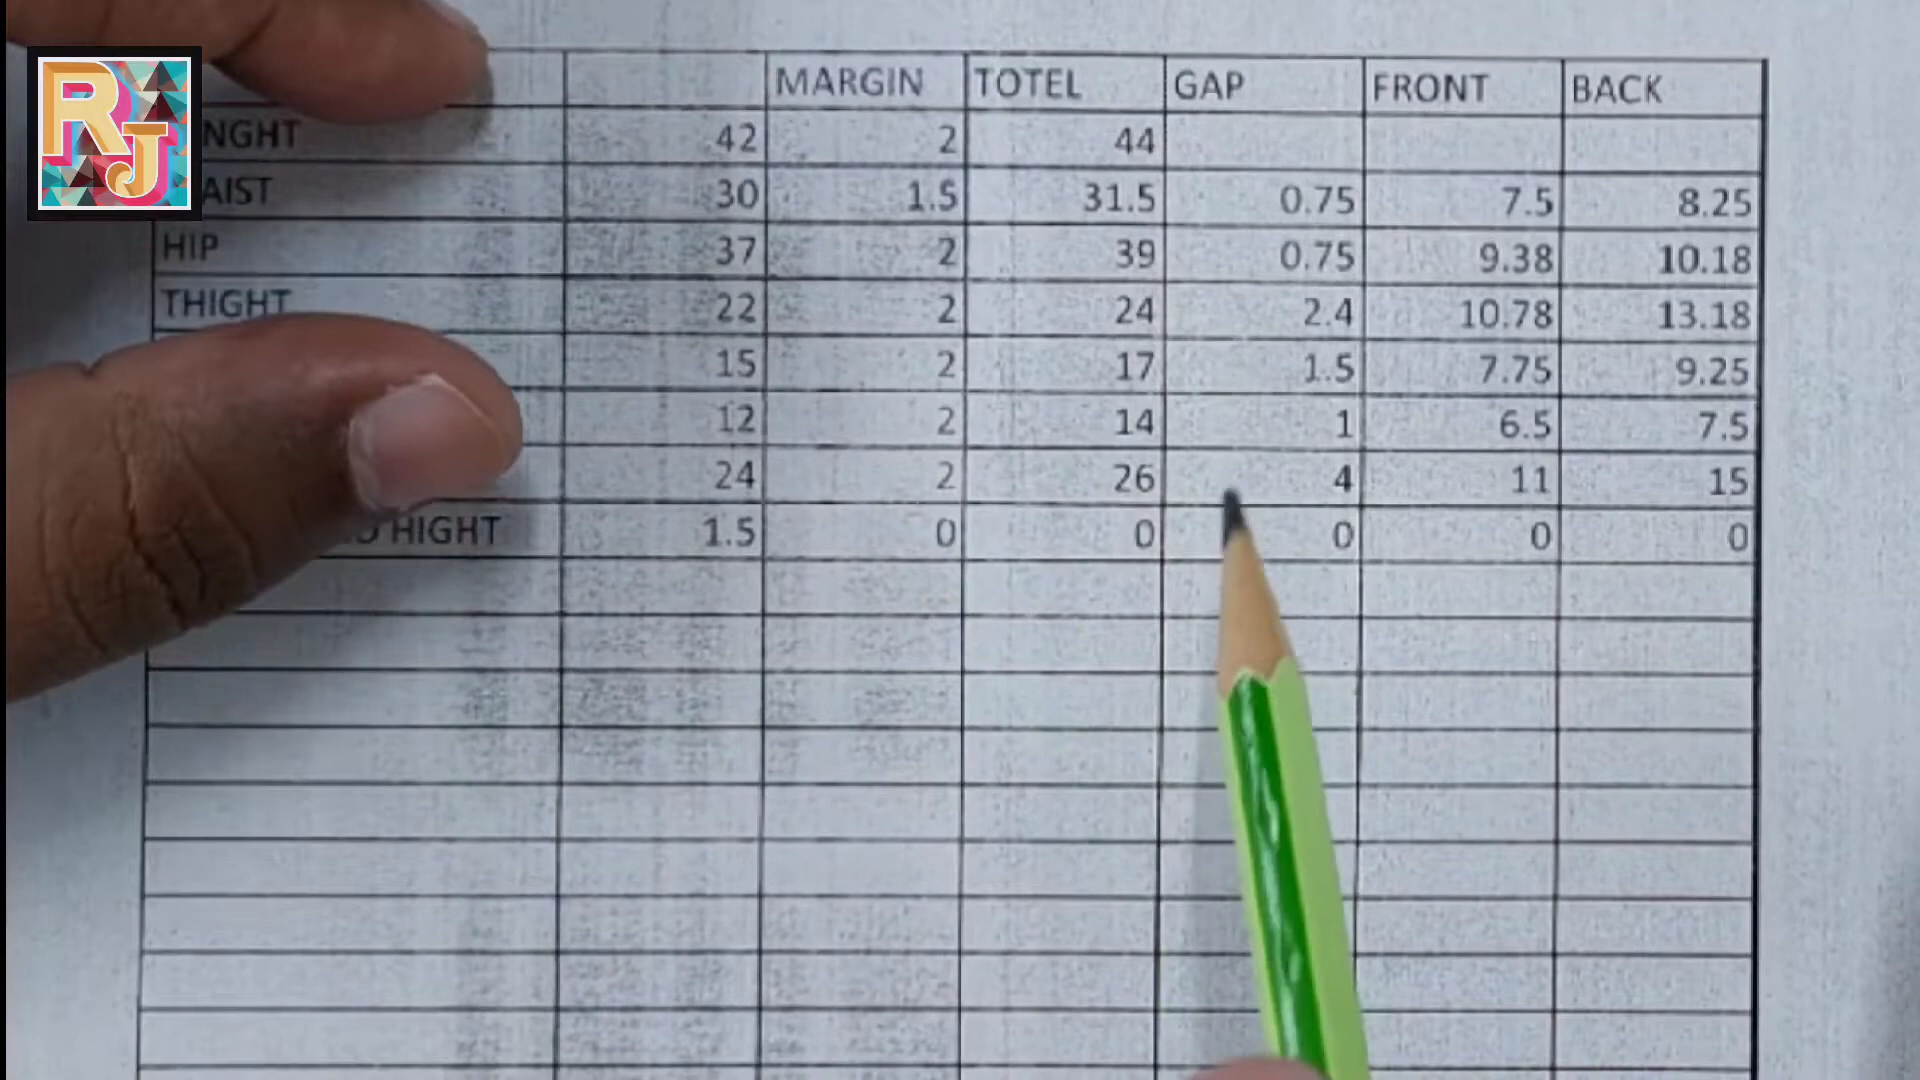 RJ
MARGIN TOTEL GAP FRONT BACK
NGHT 42 2 44
AIST 30 1.5 31.5 0.75 7.5 8.25
HIP 37 2 39 0.75 9.38 10.18
THIGHT 22 2 24 2.4 10.78 13.18
15 2 17 1.5 7.75 9.25
12 2 14 1 6.5 7.5
24 2 26 4 11 15
HIGHT 1.5 0 0 0 0 0